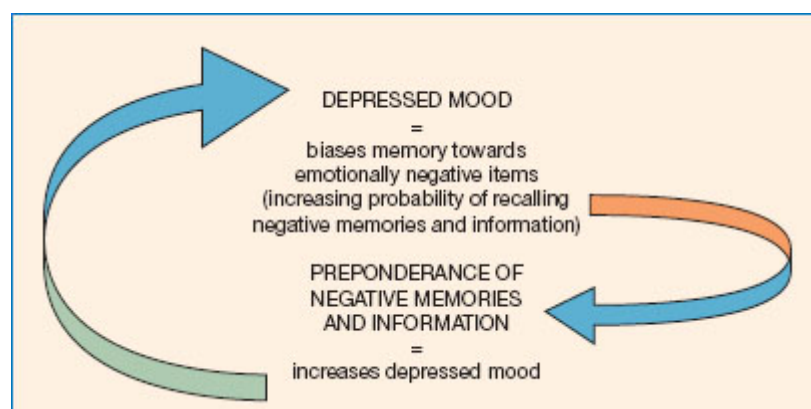 DEPRESSED MOOD
=
biases memory towards
emotionally negative items
(increasing probability of recalling
negative memories and information)
PREPONDERANCE OF
NEGATIVE MEMORIES
AND INFORMATION
=
increases depressed mood